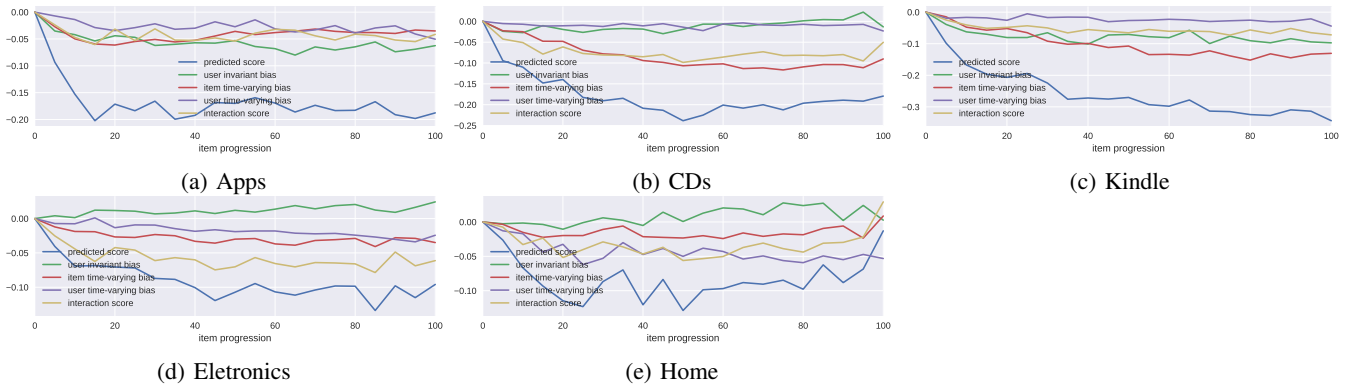 0.00
−0.05
−0.10
−0.15
−0.20
predicted score
user invariant bias
item time-varying bias
user time-varying bias
interaction score
0 20 40 60 80 100
item progression
(a) Apps
0.00
−0.05
−0.10
−0.15
−0.20
−0.25
predicted score
user invariant bias
item time-varying bias
user time-varying bias
interaction score
0 20 40 60 80 100
item progression
(b) CDs
0.0
−0.1
−0.2
−0.3
predicted score
user invariant bias
item time-varying bias
user time-varying bias
interaction score
0 20 40 60 80 100
item progression
(c) Kindle
0.00
−0.05
−0.10
predicted score
user invariant bias
item time-varying bias
user time-varying bias
interaction score
0 20 40 60 80 100
item progression
(d) Eletronics
0.00
−0.05
−0.10
predicted score
user invariant bias
item time-varying bias
user time-varying bias
interaction score
0 20 40 60 80 100
item progression
(e) Home